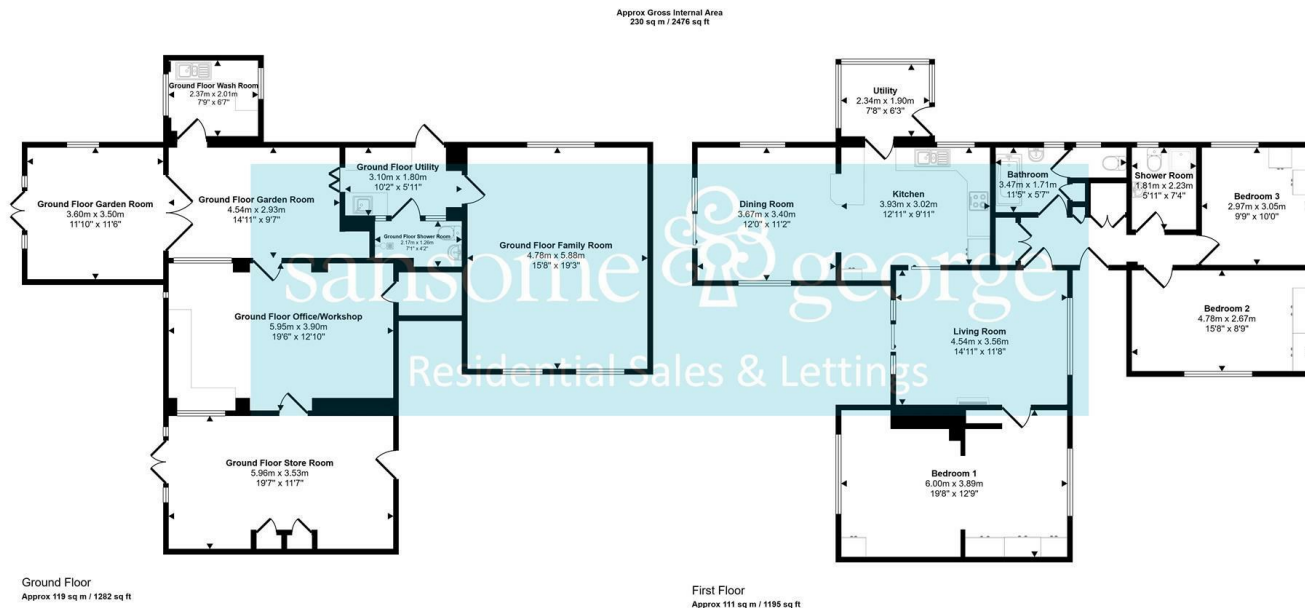 Approx Gross Internal Area
230 sq m / 2476 sq ft
Ground Floor Wash Room
2.37m x 2.01m
7'9" x 6'7"
Ground Floor Garden Room
3.60m x 3.50m
11'10" x 11'6"
Ground Floor Garden Room
4.54m x 2.93m
14'11" x 9'7"
Ground Floor Utility
3.10m x 1.80m
10'2" x 5'11"
Ground Floor Shower Room
2.17m x 1.26m
7'1" x 4'2"
Ground Floor Family Room
4.78m x 5.88m
15'8" x 19'3"
Ground Floor Office/Workshop
5.95m x 3.90m
19'6" x 12'10"
Ground Floor Store Room
5.96m x 3.53m
19'7" x 11'7"
Ground Floor
Approx 119 sq m / 1282 sq ft
Utility
2.34m x 1.90m
7'8" x 6'3"
Dining Room
3.67m x 3.40m
12'0" x 11'2"
Kitchen
3.93m x 3.02m
12'11" x 9'11"
Bathroom
3.47m x 1.71m
11'5" x 5'7"
Shower Room
1.81m x 2.23m
5'11" x 7'4"
Bedroom 3
2.97m x 3.05m
9'9" x 10'0"
Bedroom 2
4.78m x 2.67m
15'8" x 8'9"
Living Room
4.54m x 3.56m
14'11" x 11'8"
Bedroom 1
6.00m x 3.89m
19'8" x 12'9"
First Floor
Approx 111 sq m / 1195 sq ft
sansome george
Residential Sales & Lettings